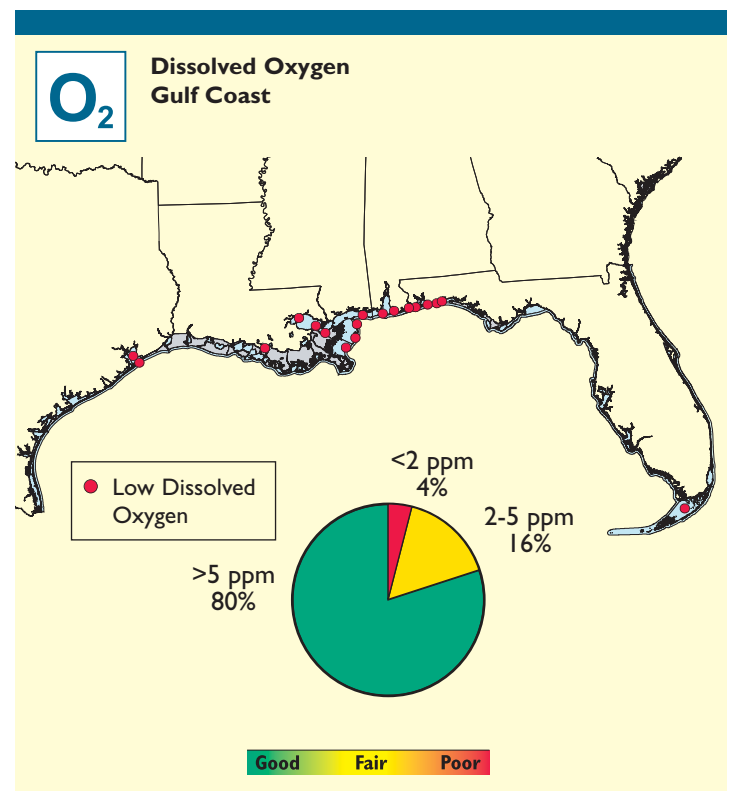 O2
Dissolved Oxygen
Gulf Coast
Low Dissolved
Oxygen
<2 ppm
4%
2-5 ppm
16%
>5 ppm
80%
Good Fair Poor